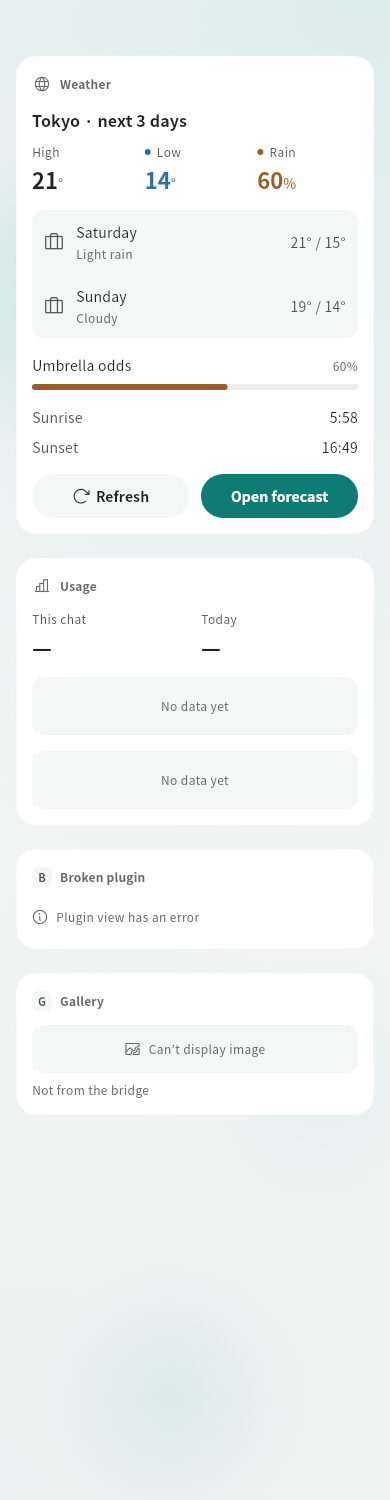 Weather
Tokyo · next 3 days
High Low Rain
21° 14° 60%
Saturday
Light rain
21° / 15°
Sunday
Cloudy
19° / 14°
Umbrella odds 60%
Sunrise 5:58
Sunset 16:49
Refresh Open forecast
Usage
This chat Today
— —
No data yet
No data yet
B Broken plugin
Plugin view has an error
G Gallery
Can’t display image
Not from the bridge